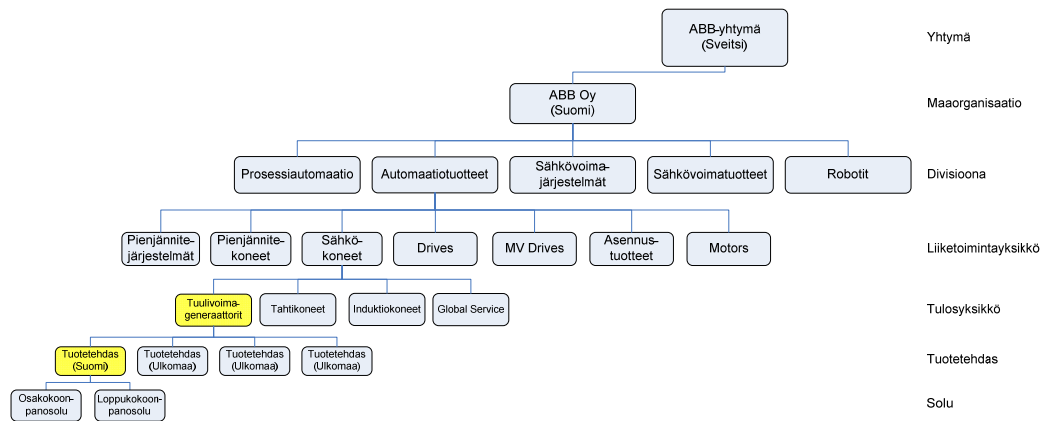 ABB-yhtymä
(Sveitsi)
Yhtymä
ABB Oy
(Suomi)
Maaorganisaatio
Prosessiautomaatio
Automaatiotuotteet
Sähkövoima-
järjestelmät
Sähkövoimatuotteet
Robotit
Divisioona
Pienjännite-
järjestelmät
Pienjännite-
koneet
Sähkö-
koneet
Drives
MV Drives
Asennus-
tuotteet
Motors
Liiketoimintayksikkö
Tuulivoima-
generaattorit
Tahtikoneet
Induktiokoneet
Global Service
Tulosyksikkö
Tuotetehdas
(Suomi)
Tuotetehdas
(Ulkomaa)
Tuotetehdas
(Ulkomaa)
Tuotetehdas
(Ulkomaa)
Tuotetehdas
Osakokoon-
panosolu
Loppukokoon-
panosolu
Solu